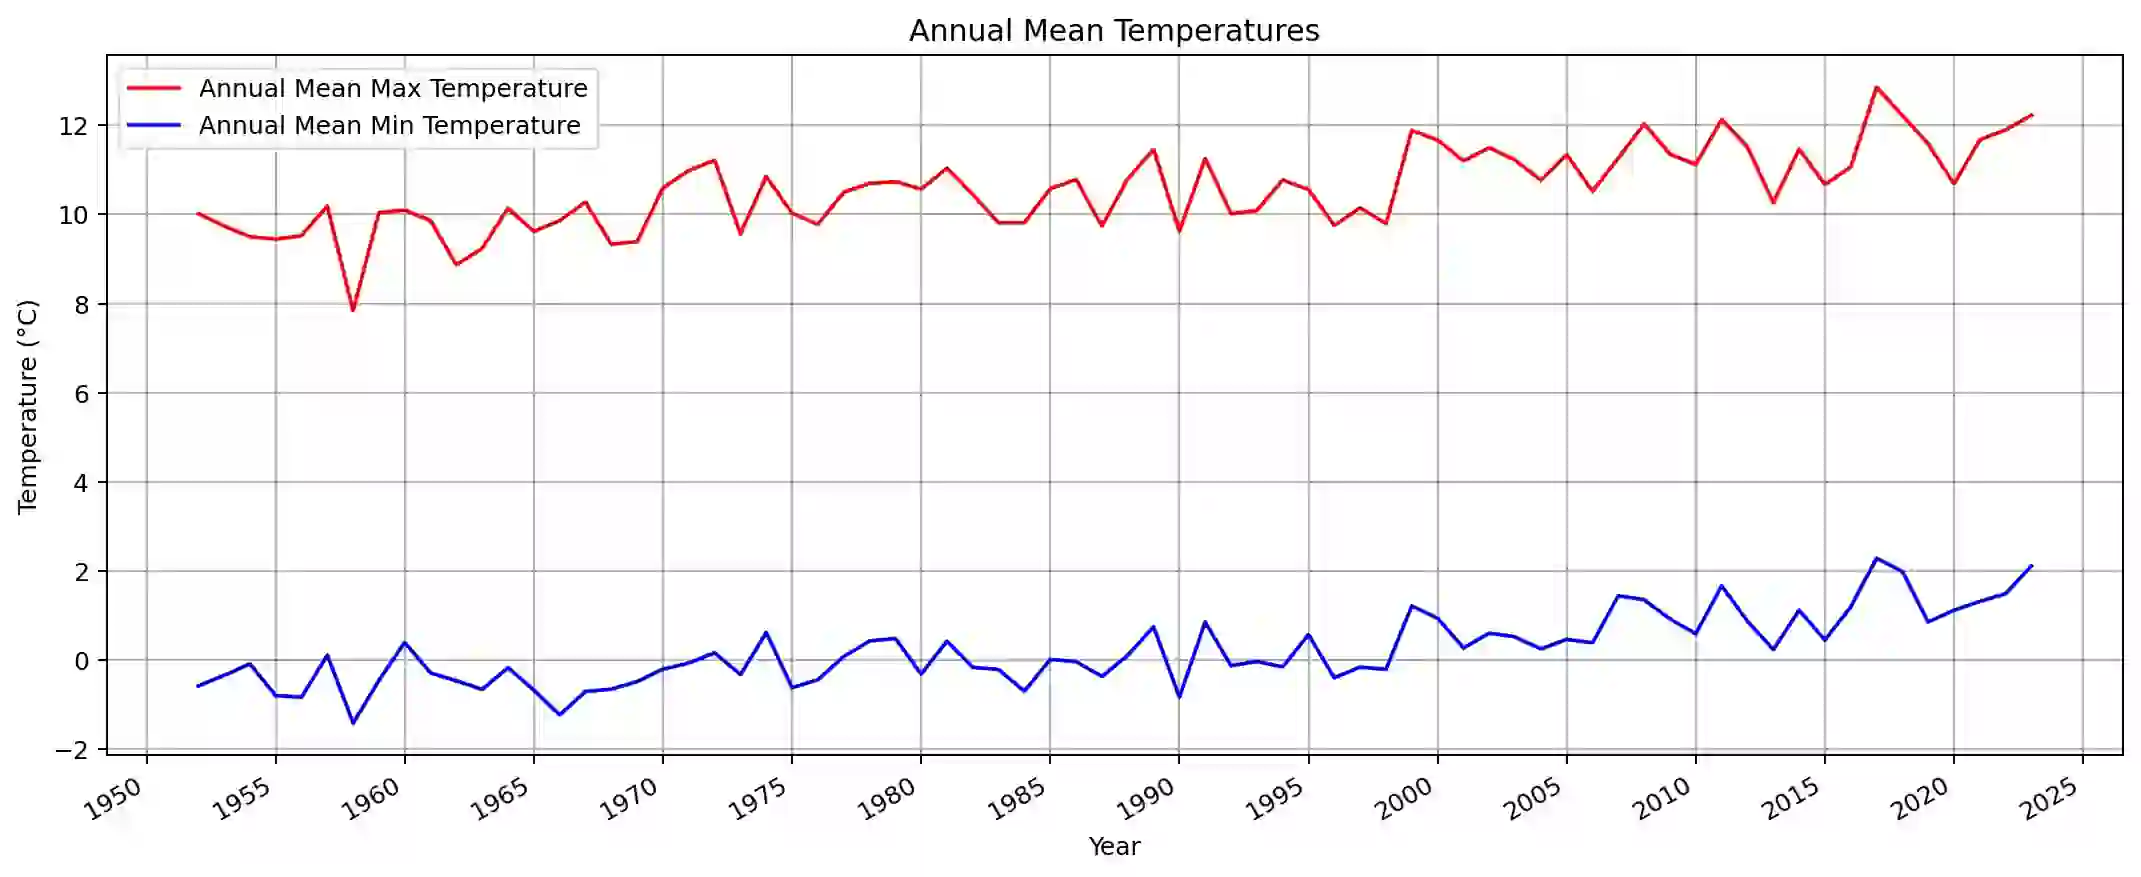 Annual Mean Temperatures
Annual Mean Max Temperature
Annual Mean Min Temperature
Temperature (°C)
12
10
8
6
4
2
0
−2
1950 1955 1960 1965 1970 1975 1980 1985 1990 1995 2000 2005 2010 2015 2020 2025
Year